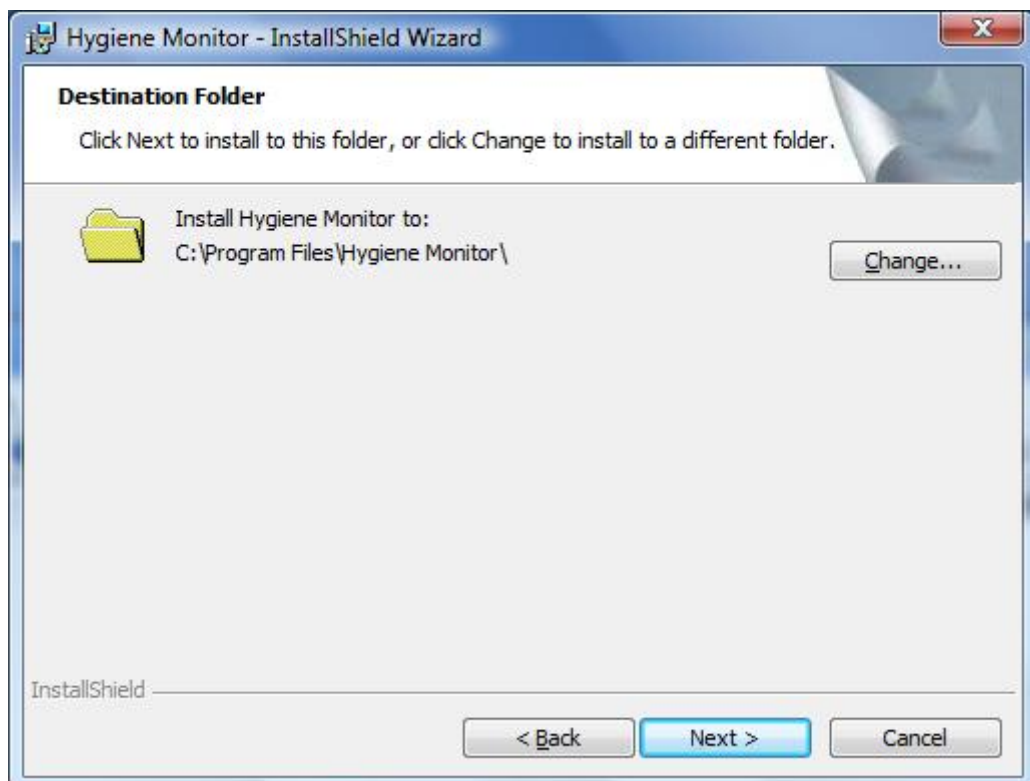 Hygiene Monitor - InstallShield Wizard
Destination Folder
Click Next to install to this folder, or click Change to install to a different folder.
Install Hygiene Monitor to:
C:\Program Files\Hygiene Monitor\
Change...
InstallShield
< Back
Next >
Cancel